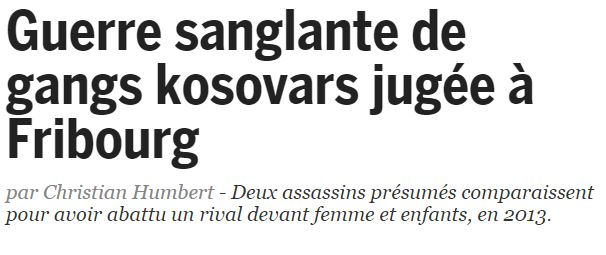 Guerre sanglante de
gangs kosovars jugée à
Fribourg
par Christian Humbert - Deux assassins présumés comparaissent
pour avoir abattu un rival devant femme et enfants, en 2013.